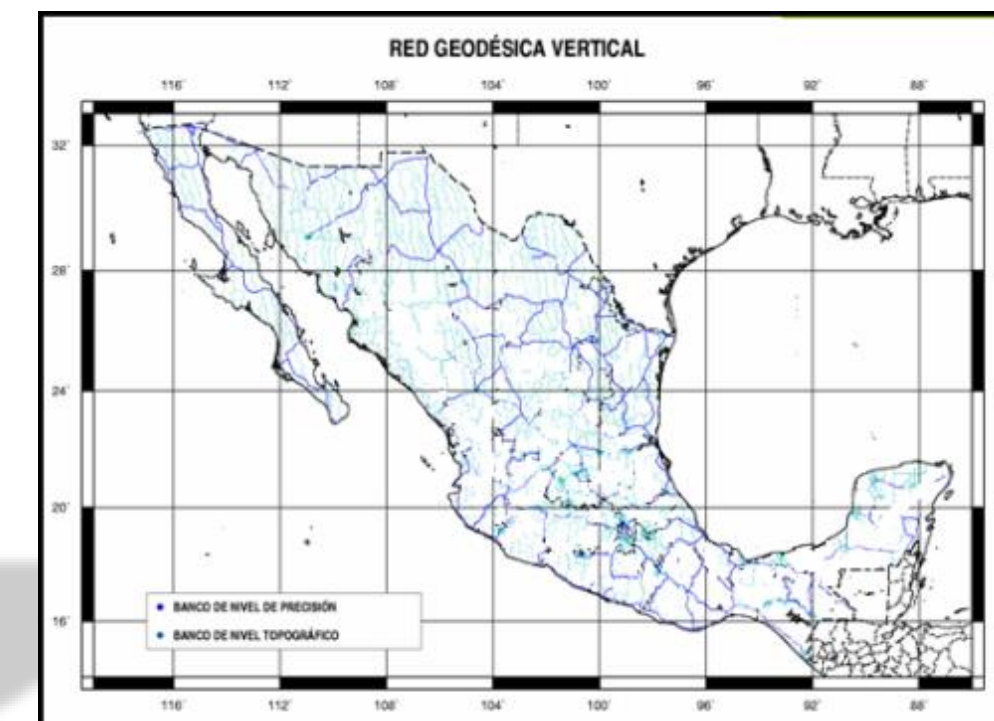 RED GEODÉSICA VERTICAL
116° 112° 108° 104° 100° 96° 92° 88°
32°
28°
24°
20°
16°
BANCO DE NIVEL DE PRECISIÓN
BANCO DE NIVEL TOPOGRÁFICO
116° 112° 108° 104° 100° 96° 92° 88°